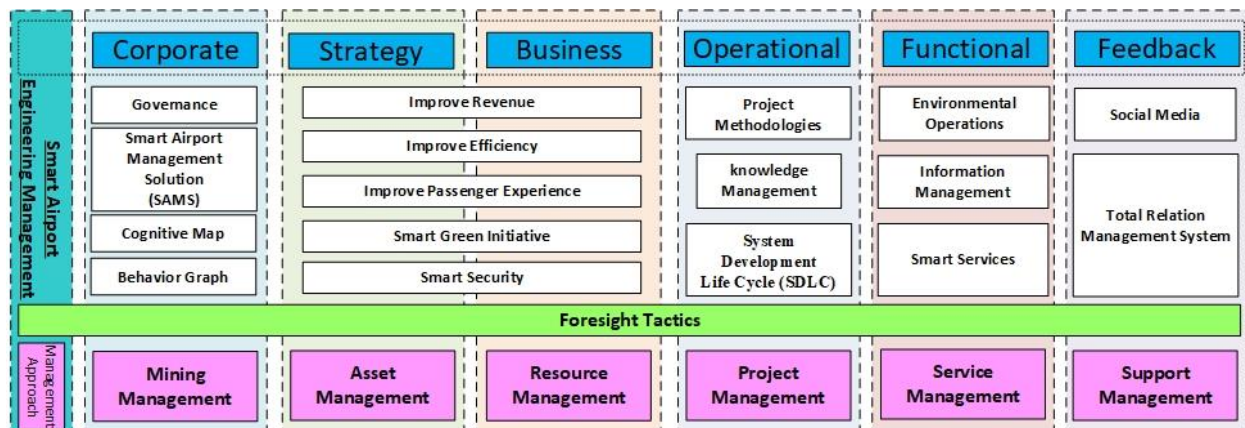 Smart Airport
Engineering Management
Corporate
Strategy
Business
Operational
Functional
Feedback
Governance
Smart Airport
Management
Solution
(SAMS)
Cognitive Map
Behavior Graph
Improve Revenue
Improve Efficiency
Improve Passenger Experience
Smart Green Initiative
Smart Security
Project
Methodologies
knowledge
Management
System
Development
Life Cycle (SDLC)
Environmental
Operations
Information
Management
Smart Services
Social Media
Total Relation
Management System
Foresight Tactics
Management
Approach
Mining
Management
Asset
Management
Resource
Management
Project
Management
Service
Management
Support
Management